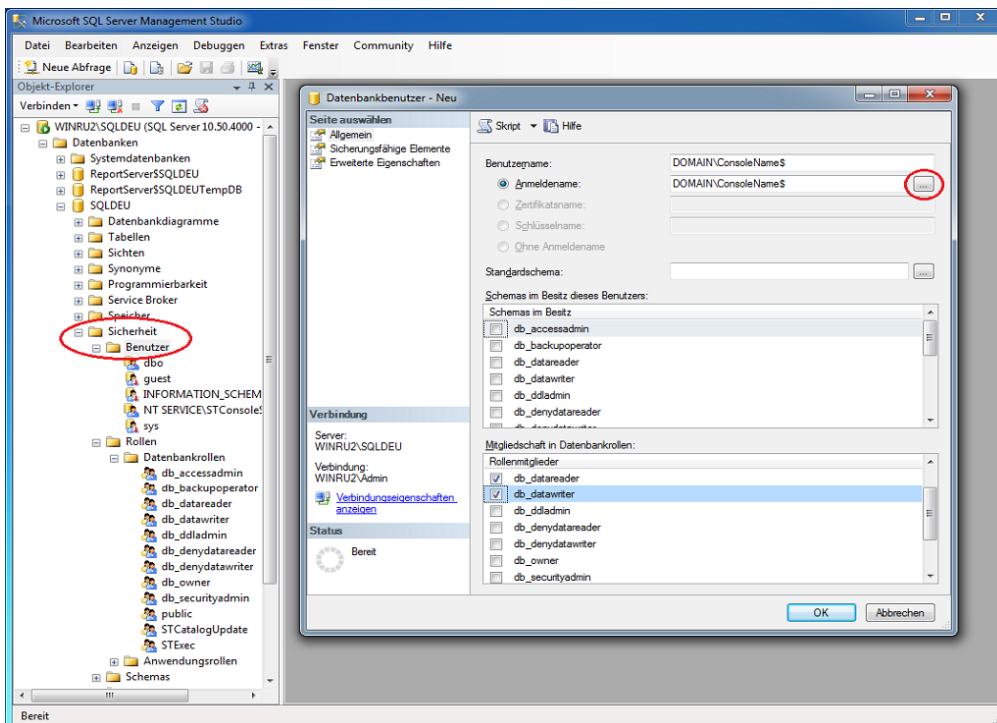 Microsoft SQL Server Management Studio
Datei Bearbeiten Anzeigen Debuggen Extras Fenster Community Hilfe
Neue Abfrage
Objekt-Explorer
Verbinden
WINRU2\SQLDEU (SQL Server 10.50.4000 -
Datenbanken
Systemdatenbanken
ReportServer$SQLDEU
ReportServer$SQLDEUTempDB
SQLDEU
Datenbankdiagramme
Tabellen
Sichten
Synonyme
Programmierbarkeit
Service Broker
Speicher
Sicherheit
Benutzer
dbo
guest
INFORMATION_SCHEM
NT SERVICE\STConsoleS
sys
Rollen
Datenbankrollen
db_accessadmin
db_backupoperator
db_datareader
db_datawriter
db_ddladmin
db_denydatareader
db_denydatawriter
db_owner
db_securityadmin
public
STCatalogUpdate
STExec
Anwendungsrollen
Schemas
Bereit
Datenbankbenutzer - Neu
Seite auswählen
Allgemein
Sicherungsfähige Elemente
Erweiterte Eigenschaften
Verbindung
Server:
WINRU2\SQLDEU
Verbindung:
WINRU2\Admin
Verbindungseigenschaften
anzeigen
Status
Bereit
Skript Hilfe
Benutzername: DOMAIN\ConsoleName$
Anmeldename: DOMAIN\ConsoleName$ ...
Zertifikatsname:
Schlüsselname:
Ohne Anmeldename
Standardschema: ...
Schemas im Besitz dieses Benutzers:
Schemas im Besitz
db_accessadmin
db_backupoperator
db_datareader
db_datawriter
db_ddladmin
db_denydatareader
db_denydatawriter
Mitgliedschaft in Datenbankrollen:
Rollenmitglieder
db_datareader
db_datawriter
db_ddladmin
db_denydatareader
db_denydatawriter
db_owner
db_securityadmin
OK Abbrechen